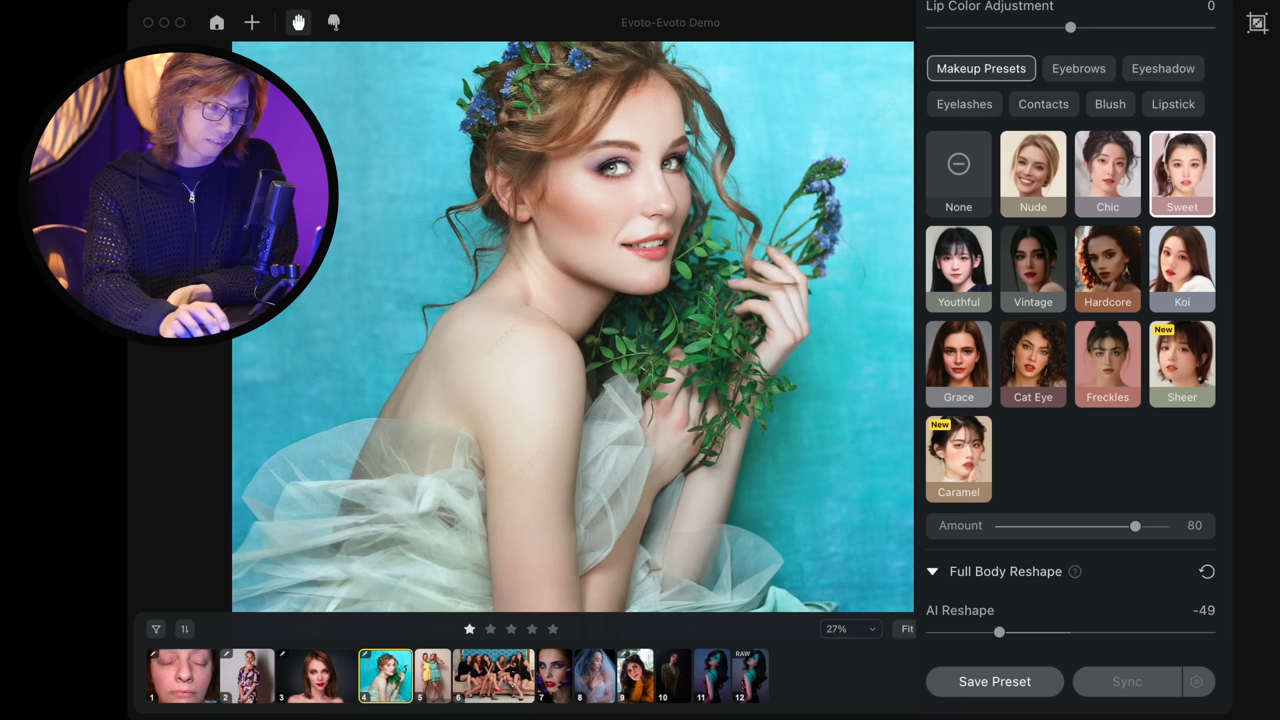 Evoto-Evoto Demo
Lip Color Adjustment 0
Makeup Presets Eyebrows Eyeshadow
Eyelashes Contacts Blush Lipstick
None Nude Chic Sweet
Youthful Vintage Hardcore Koi
New
Grace Cat Eye Freckles Sheer
New
Caramel
Amount 80
Full Body Reshape ?
AI Reshape -49
27% Fit
RAW
1 2 3 4 5 6 7 8 9 10 11 12
Save Preset Sync